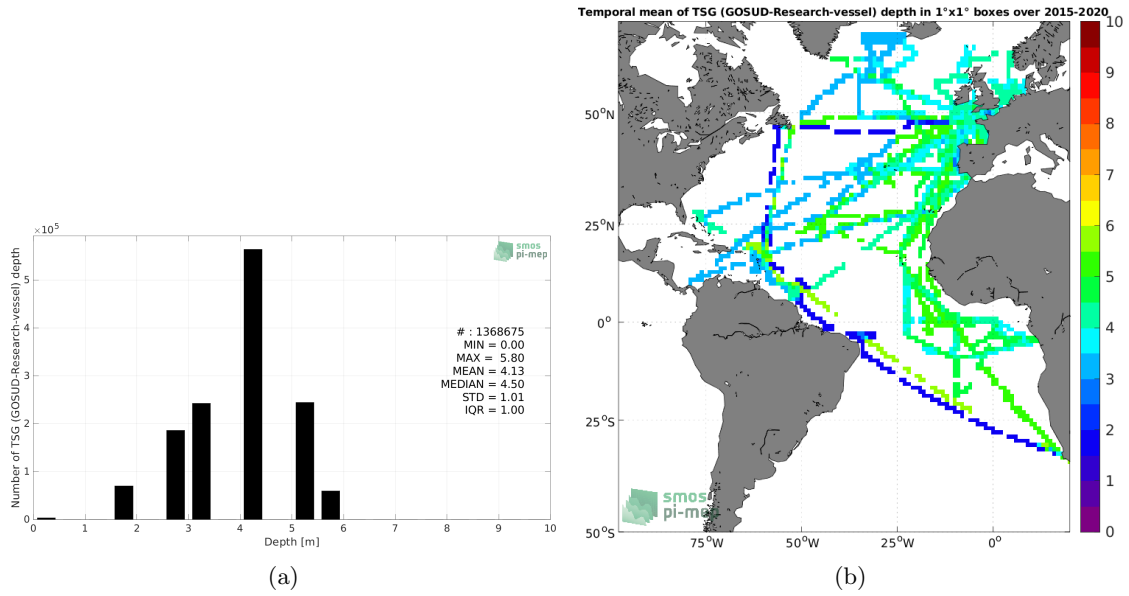 Temporal mean of TSG (GOSUD-Research-vessel) depth in 1°x1° boxes over 2015-2020
×10⁵
Number of TSG (GOSUD-Research-vessel) depth
5
4
3
2
1
0
smos
pi-mep
# : 1368675
MIN = 0.00
MAX = 5.80
MEAN = 4.13
MEDIAN = 4.50
STD = 1.01
IQR = 1.00
0 1 2 3 4 5 6 7 8 9 10
Depth [m]
(a)
50°N
25°N
0°
25°S
50°S
75°W 50°W 25°W 0°
smos
pi-mep
10
9
8
7
6
5
4
3
2
1
0
(b)